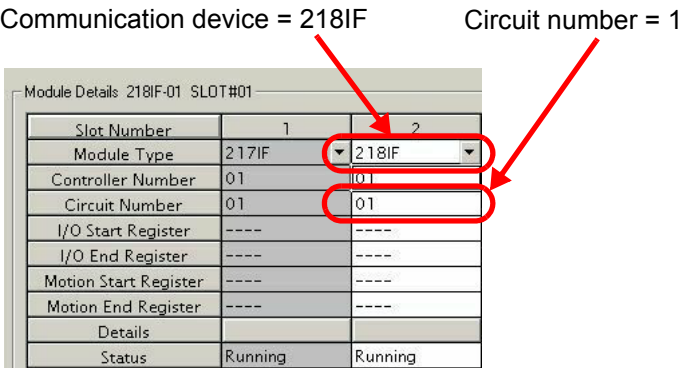 Communication device = 218IF Circuit number = 1
Module Details 218IF-01 SLOT#01
Slot Number 1 2
Module Type 217IF 218IF
Controller Number 01 01
Circuit Number 01 01
I/O Start Register ---- ----
I/O End Register ---- ----
Motion Start Register ---- ----
Motion End Register ---- ----
Details
Status Running Running